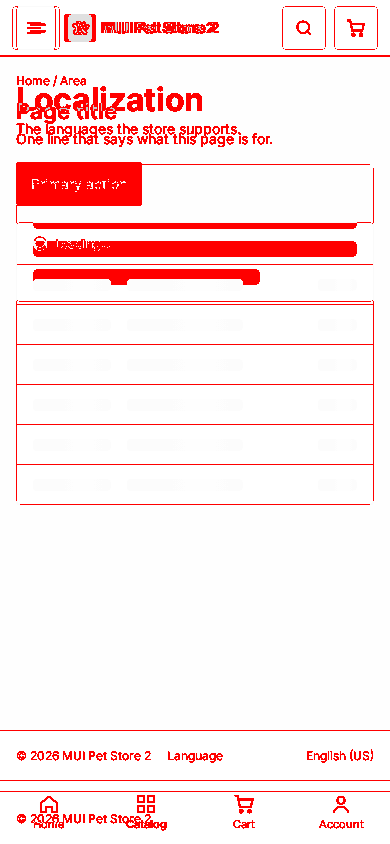 MUI Pet Store 2
Home / Area
Localization
Page title
The languages the store supports.
One line that says what this page is for.
Primary action
© 2026 MUI Pet Store 2 Language English (US)
© 2026 MUI Pet Store 2
Home Catalog Cart Account